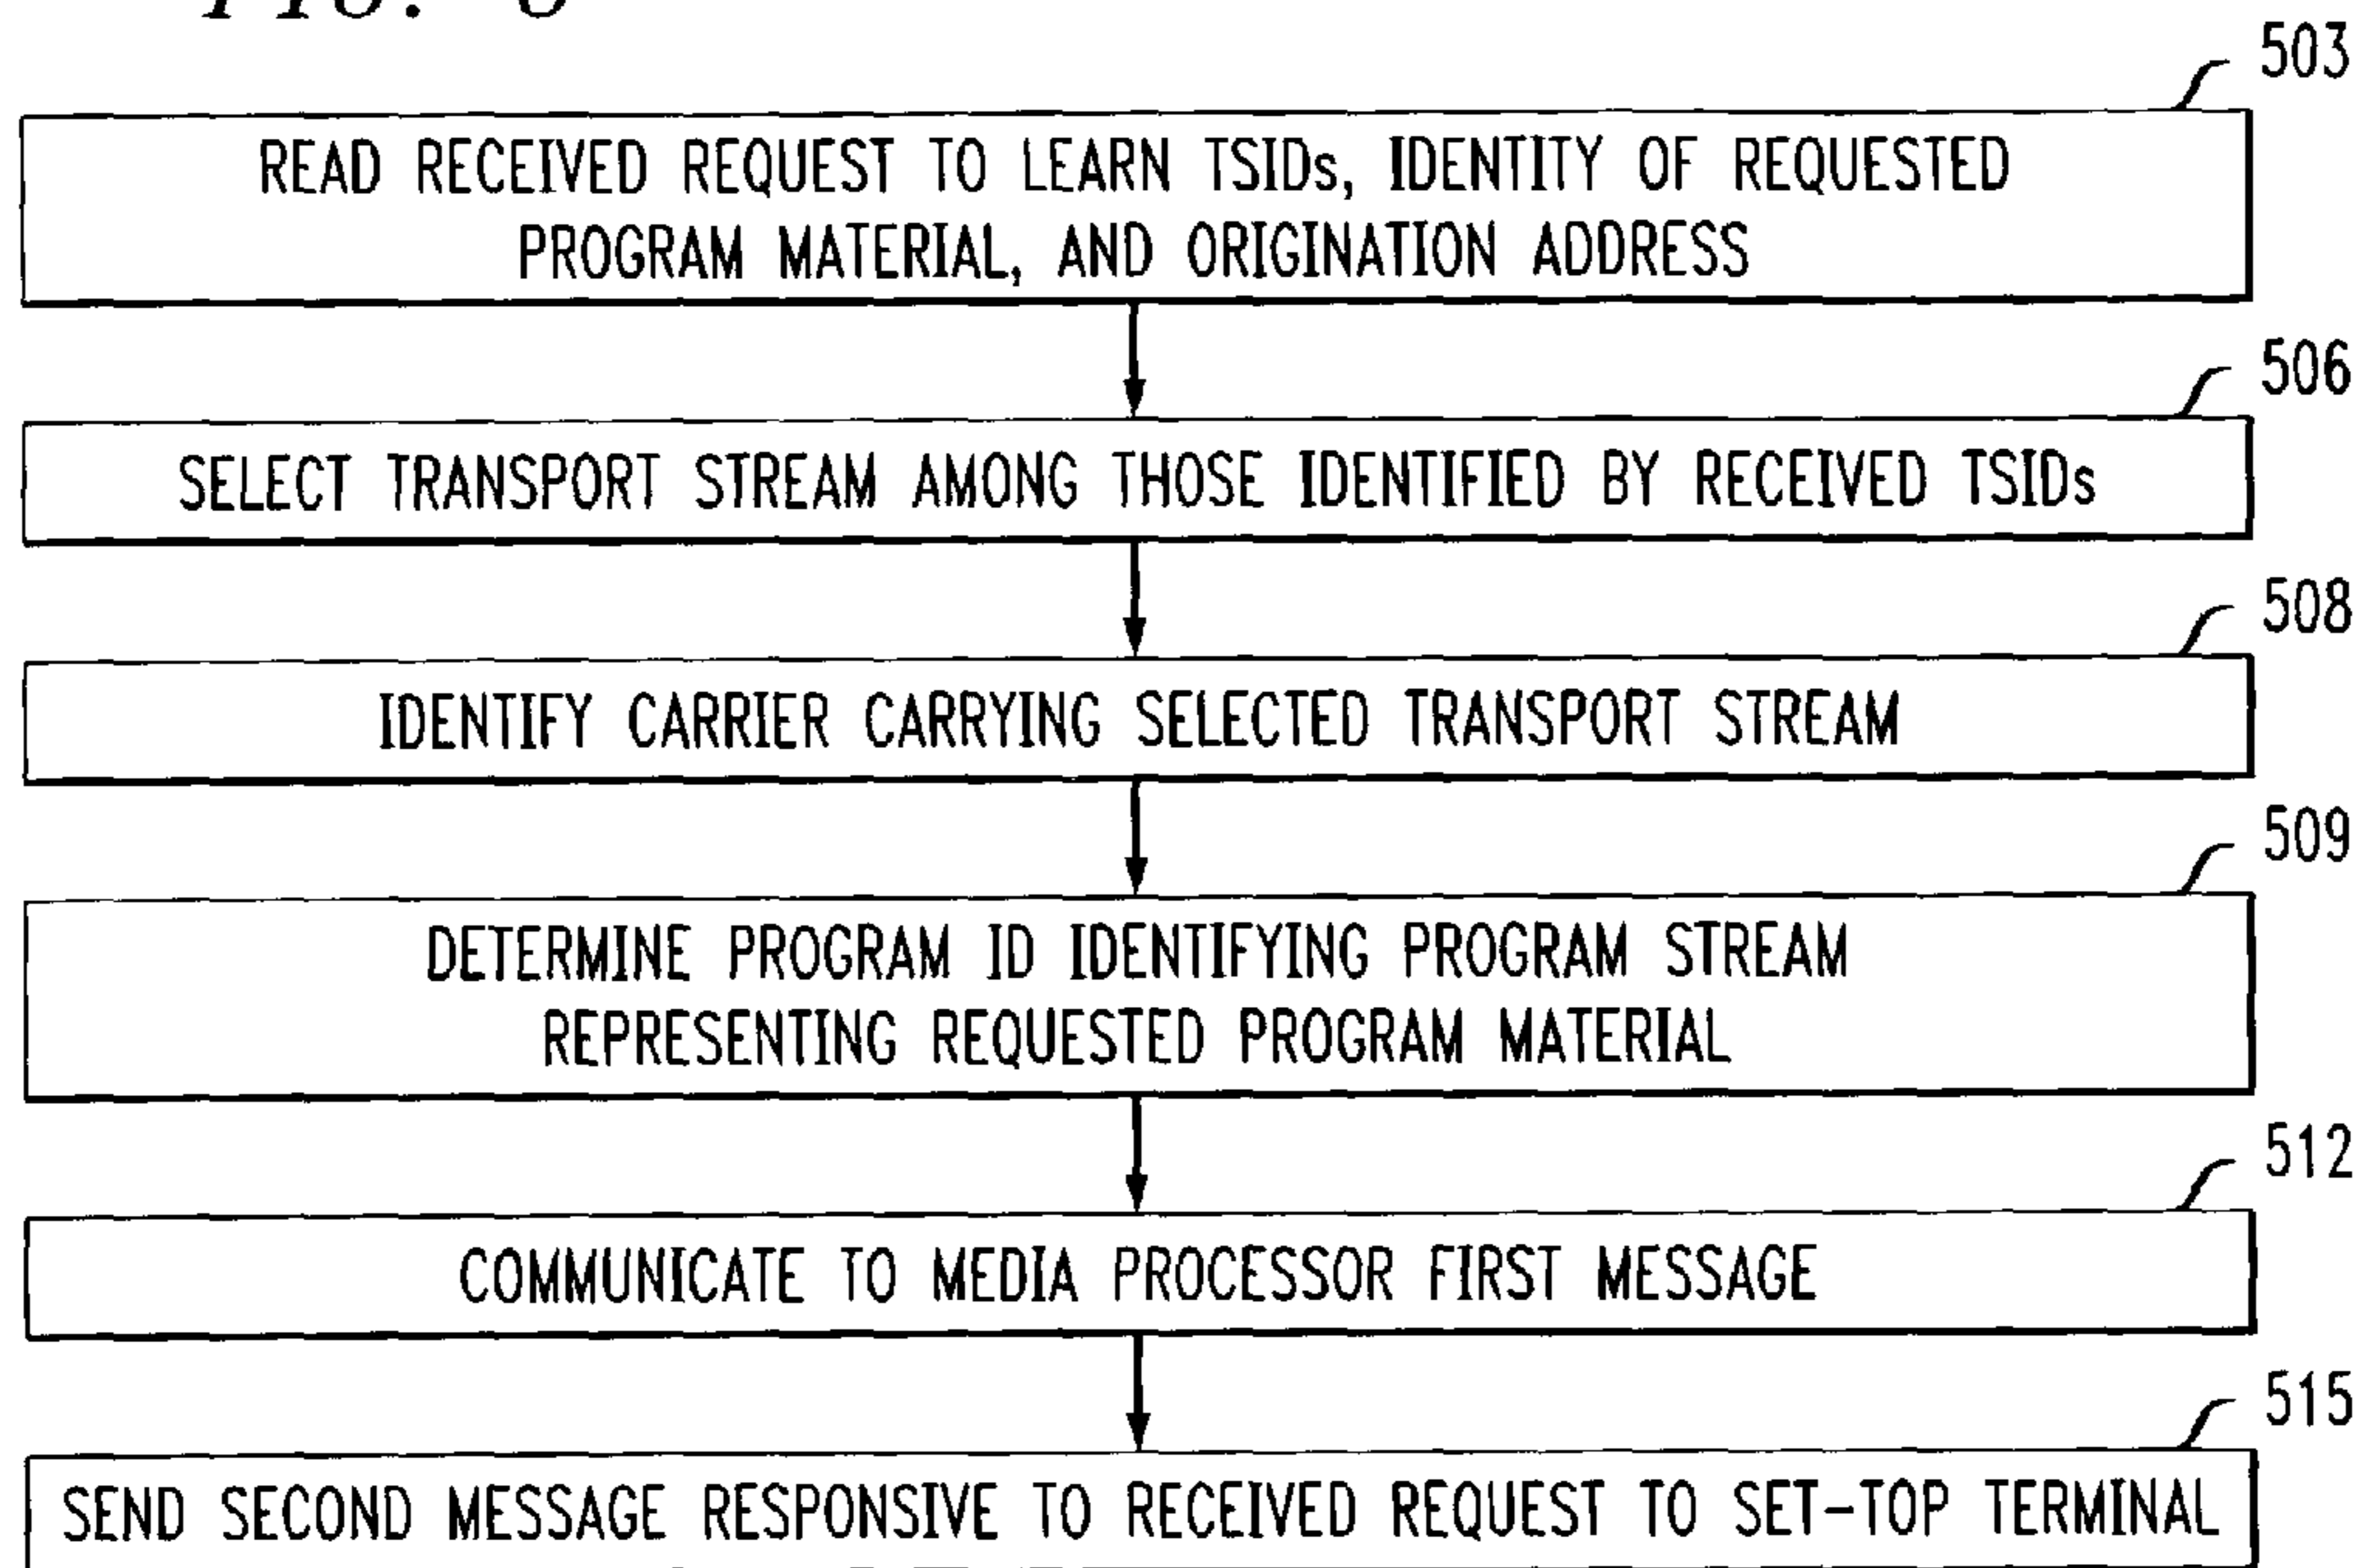 FIG.
503
READ RECEIVED REQUEST TO LEARN TSIDs, IDENTITY OF REQUESTED
PROGRAM MATERIAL, AND ORIGINATION ADDRESS
506
SELECT TRANSPORT STREAM AMONG THOSE IDENTIFIED BY RECEIVED TSIDs
508
IDENTIFY CARRIER CARRYING SELECTED TRANSPORT STREAM
509
DETERMINE PROGRAM ID IDENTIFYING PROGRAM STREAM
REPRESENTING REQUESTED PROGRAM MATERIAL
512
COMMUNICATE TO MEDIA PROCESSOR FIRST MESSAGE
515
SEND SECOND MESSAGE RESPONSIVE TO RECEIVED REQUEST TO SET-TOP TERMINAL